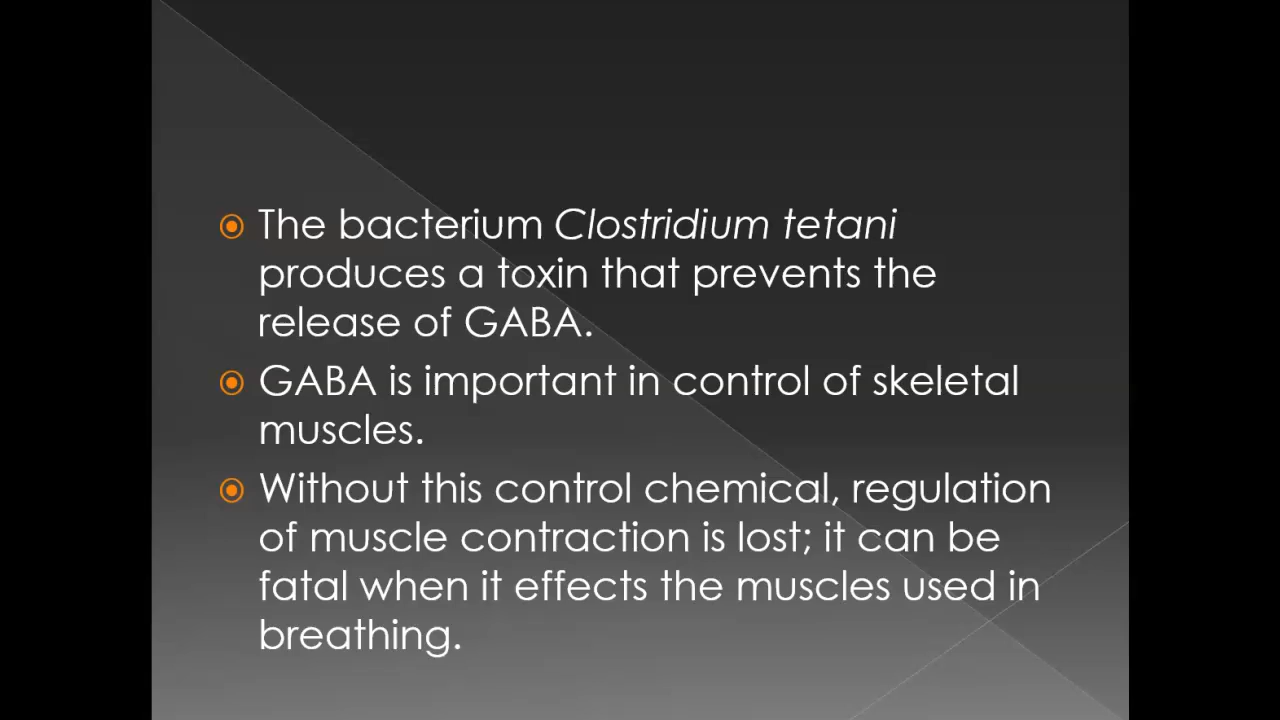 The bacterium Clostridium tetani
produces a toxin that prevents the
release of GABA.
GABA is important in control of skeletal
muscles.
Without this control chemical, regulation
of muscle contraction is lost; it can be
fatal when it effects the muscles used in
breathing.